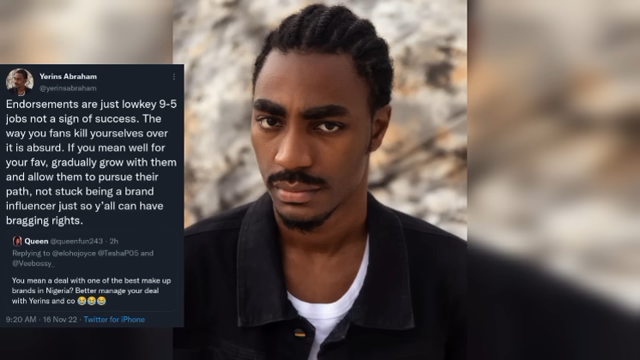 Yerins Abraham
@yerinsabraham
Endorsements are just lowkey 9-5
jobs not a sign of success. The
way you fans kill yourselves over
it is absurd. If you mean well for
your fav, gradually grow with them
and allow them to pursue their
path, not stuck being a brand
influencer just so y'all can have
bragging rights.
Queen @queenfun243 · 2h
Replying to @elohojoyce @TeshaP05 and
@Veebossy_
You mean a deal with one of the best make up
brands in Nigeria? Better manage your deal
with Yerins and co 😂😂😂
9:20 AM · 16 Nov 22 · Twitter for iPhone